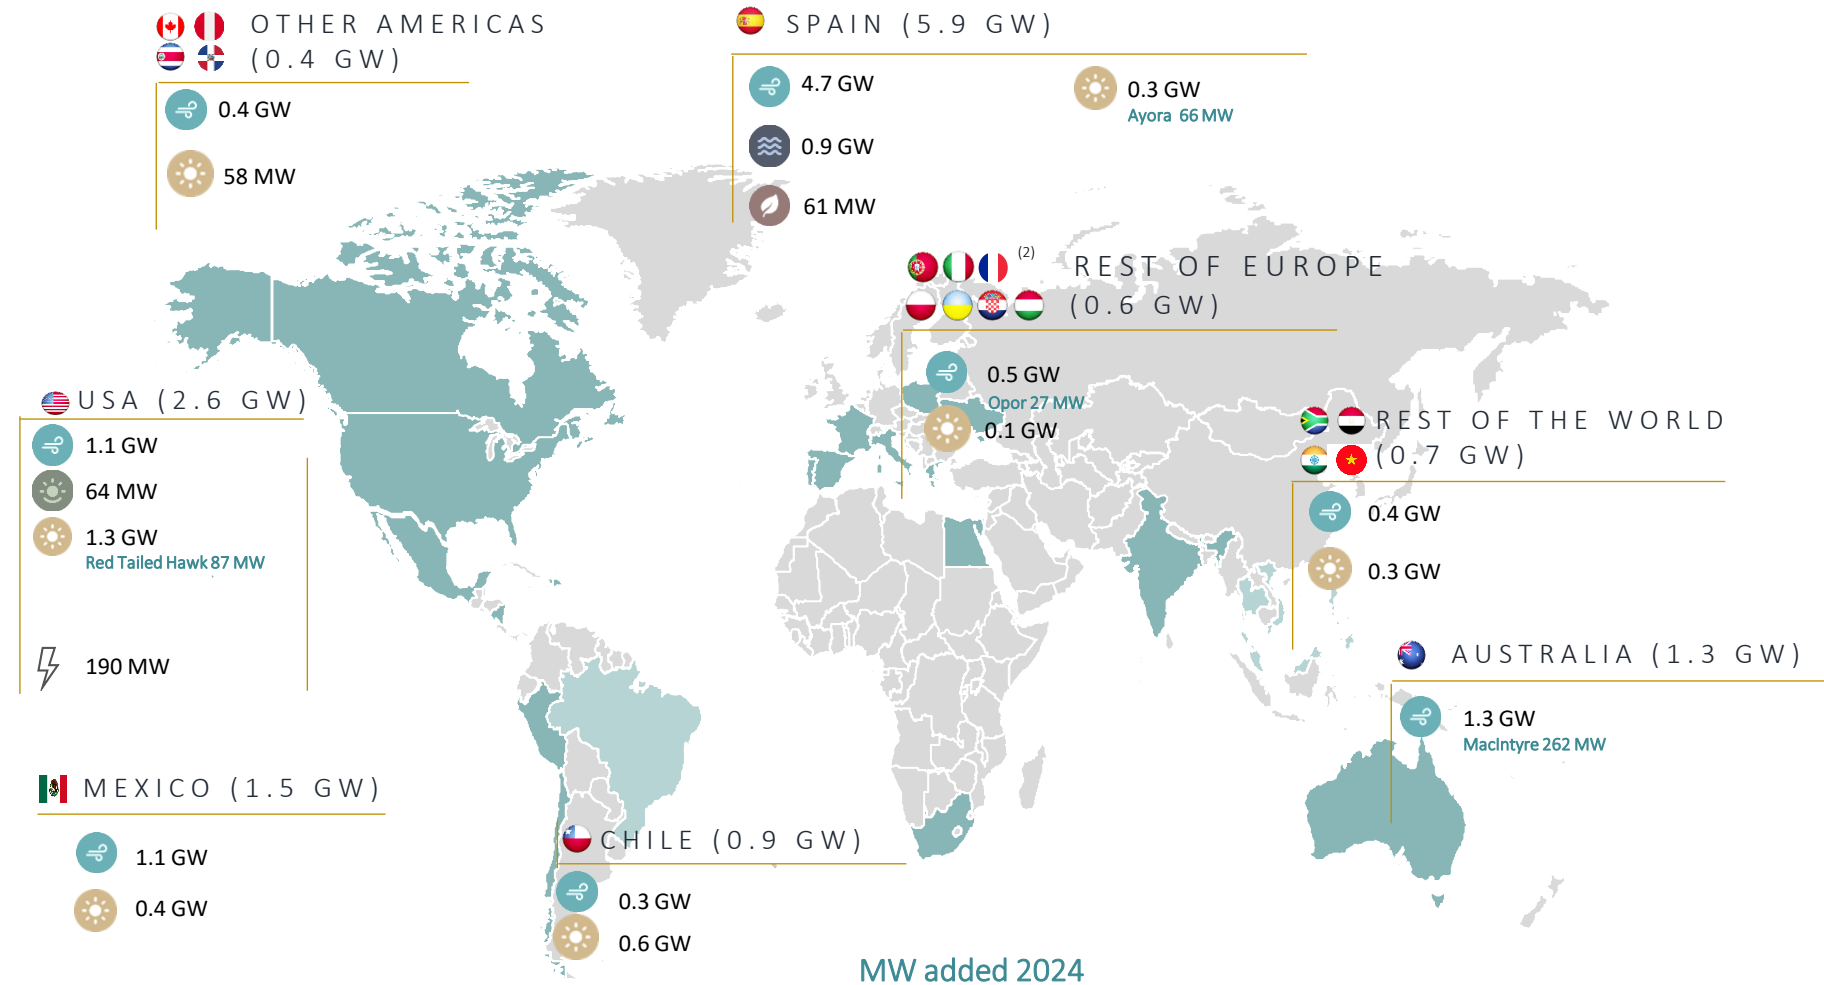 OTHER AMERICAS
(0.4 GW)
0.4 GW
58 MW
SPAIN (5.9 GW)
4.7 GW
0.9 GW
61 MW
0.3 GW
Ayora 66 MW
(2)
REST OF EUROPE
(0.6 GW)
0.5 GW
Opor 27 MW
0.1 GW
USA (2.6 GW)
1.1 GW
64 MW
1.3 GW
Red Tailed Hawk 87 MW
190 MW
REST OF THE WORLD
(0.7 GW)
0.4 GW
0.3 GW
AUSTRALIA (1.3 GW)
1.3 GW
MacIntyre 262 MW
MEXICO (1.5 GW)
1.1 GW
0.4 GW
CHILE (0.9 GW)
0.3 GW
0.6 GW
MW added 2024